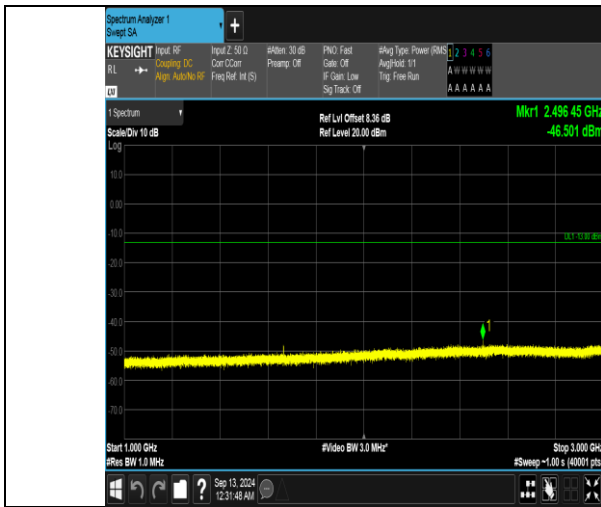 Spectrum Analyzer 1
Swept SA
KEYSIGHT Input: RF Input Z: 50 Ω #Atten: 30 dB PNO: Fast #Avg Type: Power (RMS 1 2 3 4 5 6
RL Coupling: DC Corr CCorr Preamp: Off Gate: Off Avg|Hold: 1/1 A W W W W W
Align: Auto/No RF Freq Ref: Int (S) IF Gain: Low Trig: Free Run
Sig Track: Off A A A A A A
LXI
1 Spectrum
Ref Lvl Offset 8.36 dB Mkr1 2.496 45 GHz
Scale/Div 10 dB Ref Level 20.00 dBm -46.501 dBm
Log
10.0
0.00
-10.0
DL1 -13.00 dBm
-20.0
-30.0
-40.0
1
-50.0
-60.0
-70.0
Start 1.000 GHz #Video BW 3.0 MHz* Stop 3.000 GHz
#Res BW 1.0 MHz #Sweep ~1.00 s (40001 pts
? Sep 13, 2024
12:31:48 AM